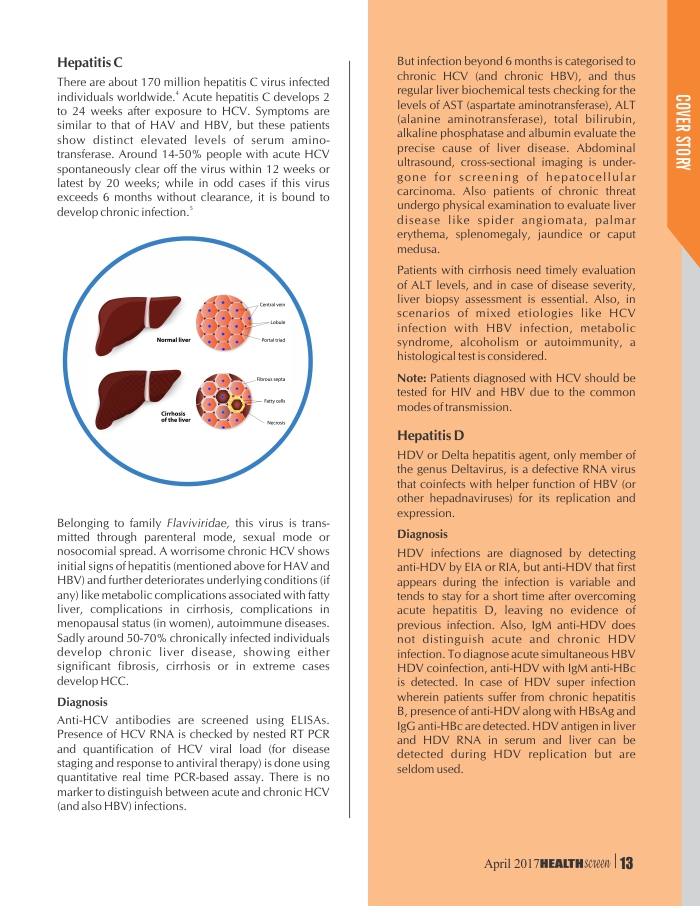 Hepatitis C
There are about 170 million hepatitis C virus infected
individuals worldwide.4 Acute hepatitis C develops 2
to 24 weeks after exposure to HCV. Symptoms are
similar to that of HAV and HBV, but these patients
show distinct elevated levels of serum amino-
transferase. Around 14-50% people with acute HCV
spontaneously clear off the virus within 12 weeks or
latest by 20 weeks; while in odd cases if this virus
exceeds 6 months without clearance, it is bound to
develop chronic infection.5
Normal liver
Central vein
Lobule
Portal triad
Cirrhosis
of the liver
Fibrous septa
Fatty cells
Necrosis
Belonging to family Flaviviridae, this virus is trans-
mitted through parenteral mode, sexual mode or
nosocomial spread. A worrisome chronic HCV shows
initial signs of hepatitis (mentioned above for HAV and
HBV) and further deteriorates underlying conditions (if
any) like metabolic complications associated with fatty
liver, complications in cirrhosis, complications in
menopausal status (in women), autoimmune diseases.
Sadly around 50-70% chronically infected individuals
develop chronic liver disease, showing either
significant fibrosis, cirrhosis or in extreme cases
develop HCC.
Diagnosis
Anti-HCV antibodies are screened using ELISAs.
Presence of HCV RNA is checked by nested RT PCR
and quantification of HCV viral load (for disease
staging and response to antiviral therapy) is done using
quantitative real time PCR-based assay. There is no
marker to distinguish between acute and chronic HCV
(and also HBV) infections.
But infection beyond 6 months is categorised to
chronic HCV (and chronic HBV), and thus
regular liver biochemical tests checking for the
levels of AST (aspartate aminotransferase), ALT
(alanine aminotransferase), total bilirubin,
alkaline phosphatase and albumin evaluate the
precise cause of liver disease. Abdominal
ultrasound, cross-sectional imaging is under-
gone for screening of hepatocellular
carcinoma. Also patients of chronic threat
undergo physical examination to evaluate liver
disease like spider angiomata, palmar
erythema, splenomegaly, jaundice or caput
medusa.
Patients with cirrhosis need timely evaluation
of ALT levels, and in case of disease severity,
liver biopsy assessment is essential. Also, in
scenarios of mixed etiologies like HCV
infection with HBV infection, metabolic
syndrome, alcoholism or autoimmunity, a
histological test is considered.
Note: Patients diagnosed with HCV should be
tested for HIV and HBV due to the common
modes of transmission.
Hepatitis D
HDV or Delta hepatitis agent, only member of
the genus Deltavirus, is a defective RNA virus
that coinfects with helper function of HBV (or
other hepadnaviruses) for its replication and
expression.
Diagnosis
HDV infections are diagnosed by detecting
anti-HDV by EIA or RIA, but anti-HDV that first
appears during the infection is variable and
tends to stay for a short time after overcoming
acute hepatitis D, leaving no evidence of
previous infection. Also, IgM anti-HDV does
not distinguish acute and chronic HDV
infection. To diagnose acute simultaneous HBV
HDV coinfection, anti-HDV with IgM anti-HBc
is detected. In case of HDV super infection
wherein patients suffer from chronic hepatitis
B, presence of anti-HDV along with HBsAg and
IgG anti-HBc are detected. HDV antigen in liver
and HDV RNA in serum and liver can be
detected during HDV replication but are
seldom used.
COVER STORY
April 2017 HEALTHscreen | 13